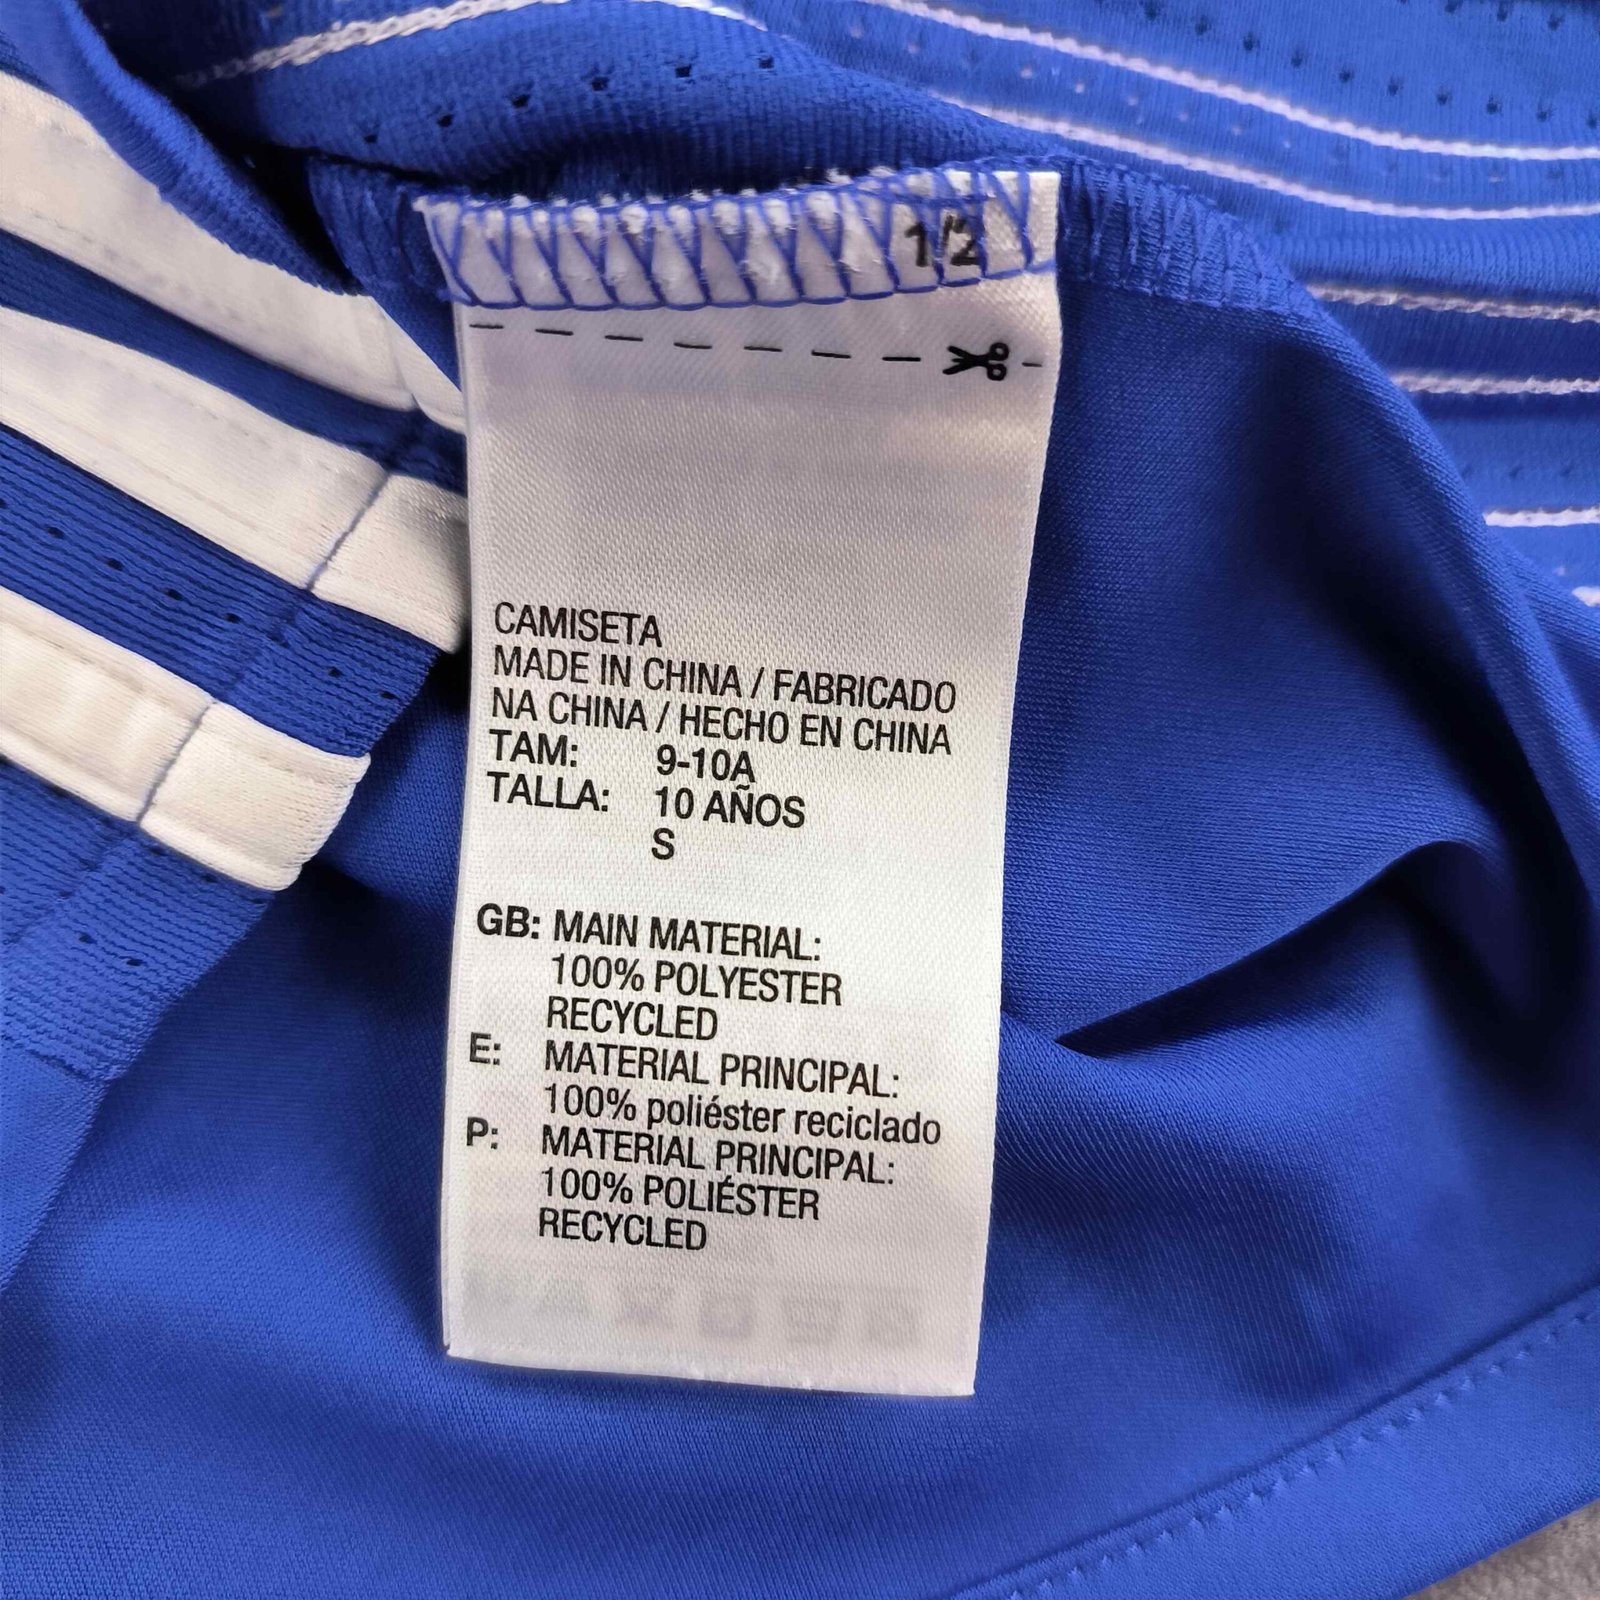 1/2
CAMISETA
MADE IN CHINA / FABRICADO
NA CHINA / HECHO EN CHINA
TAM: 9-10A
TALLA: 10 AÑOS
S
GB: MAIN MATERIAL:
100% POLYESTER
RECYCLED
E: MATERIAL PRINCIPAL:
100% poliéster reciclado
P: MATERIAL PRINCIPAL:
100% POLIÉSTER
RECYCLED